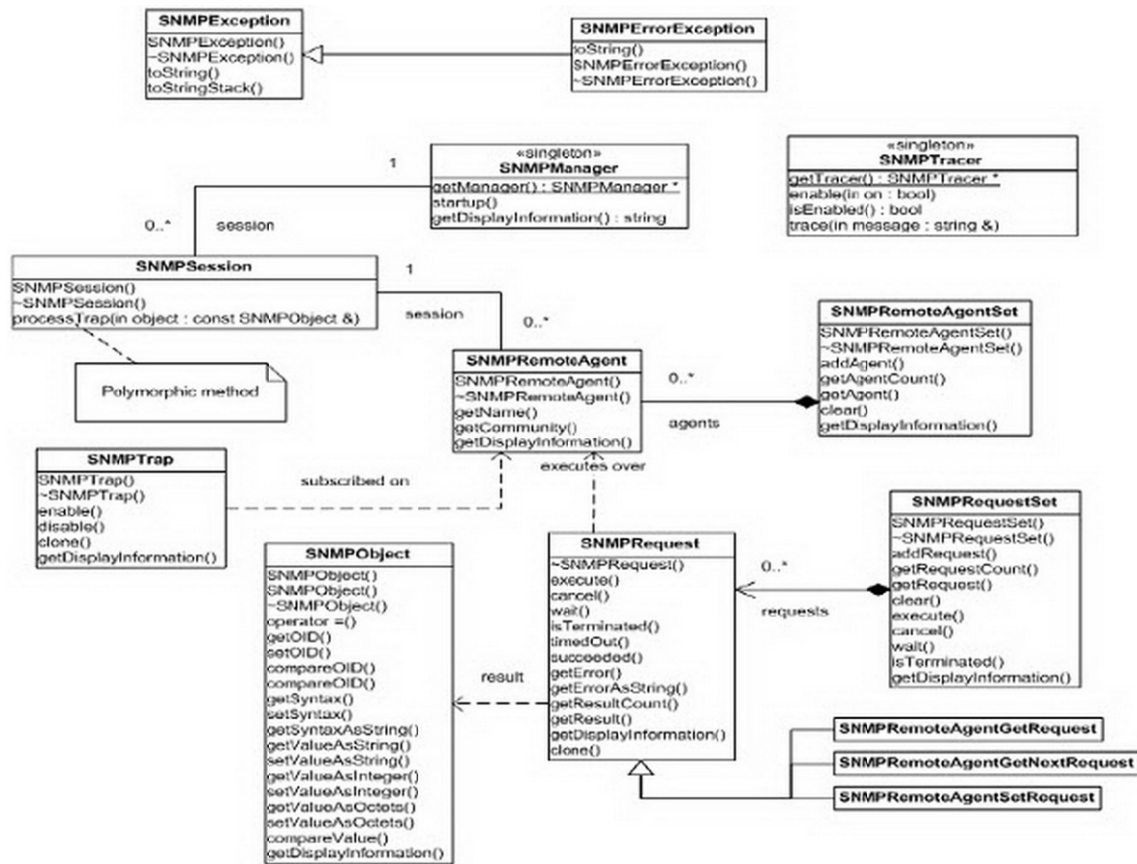 SNMPException
SNMPException()
~SNMPException()
toString()
toStringStack()
SNMPErrorException
toString()
SNMPErrorException()
~SNMPErrorException()
«singleton»
SNMPManager
getManager() : SNMPManager *
startup()
getDisplayInformation() : string
«singleton»
SNMPTracer
getTracer() : SNMPTracer *
enable(in on : bool)
isEnabled() : bool
trace(in message : string &)
1
0..*
session
SNMPSession
SNMPSession()
~SNMPSession()
processTrap(in object : const SNMPObject &)
1
session
0..*
Polymorphic method
SNMPRemoteAgent
SNMPRemoteAgent()
~SNMPRemoteAgent()
getName()
getCommunity()
getDisplayInformation()
0..*
agents
SNMPRemoteAgentSet
SNMPRemoteAgentSet()
~SNMPRemoteAgentSet()
addAgent()
getAgentCount()
getAgent()
clear()
getDisplayInformation()
SNMPTrap
SNMPTrap()
~SNMPTrap()
enable()
disable()
clone()
getDisplayInformation()
subscribed on
executes over
SNMPObject
SNMPObject()
SNMPObject()
~SNMPObject()
operator =()
getOID()
setOID()
compareOID()
compareOID()
getSyntax()
setSyntax()
getSyntaxAsString()
getValueAsString()
setValueAsString()
getValueAsInteger()
setValueAsInteger()
getValueAsOctets()
setValueAsOctets()
compareValue()
getDisplayInformation()
result
SNMPRequest
~SNMPRequest()
execute()
cancel()
wait()
isTerminated()
timedOut()
succeeded()
getError()
getErrorAsString()
getResultCount()
getResult()
getDisplayInformation()
clone()
0..*
requests
SNMPRequestSet
SNMPRequestSet()
~SNMPRequestSet()
addRequest()
getRequestCount()
getRequest()
clear()
execute()
cancel()
wait()
isTerminated()
getDisplayInformation()
SNMPRemoteAgentGetRequest
SNMPRemoteAgentGetNextRequest
SNMPRemoteAgentSetRequest